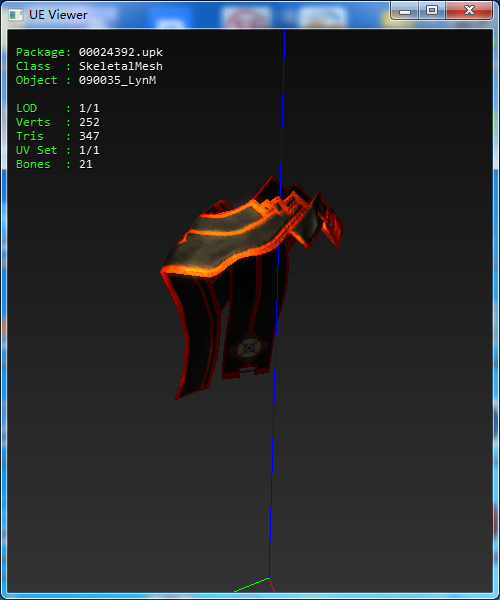 UE Viewer
Package: 00024392.upk
Class : SkeletalMesh
Object : 090035_LynM
LOD : 1/1
Verts : 252
Tris : 347
UV Set : 1/1
Bones : 21